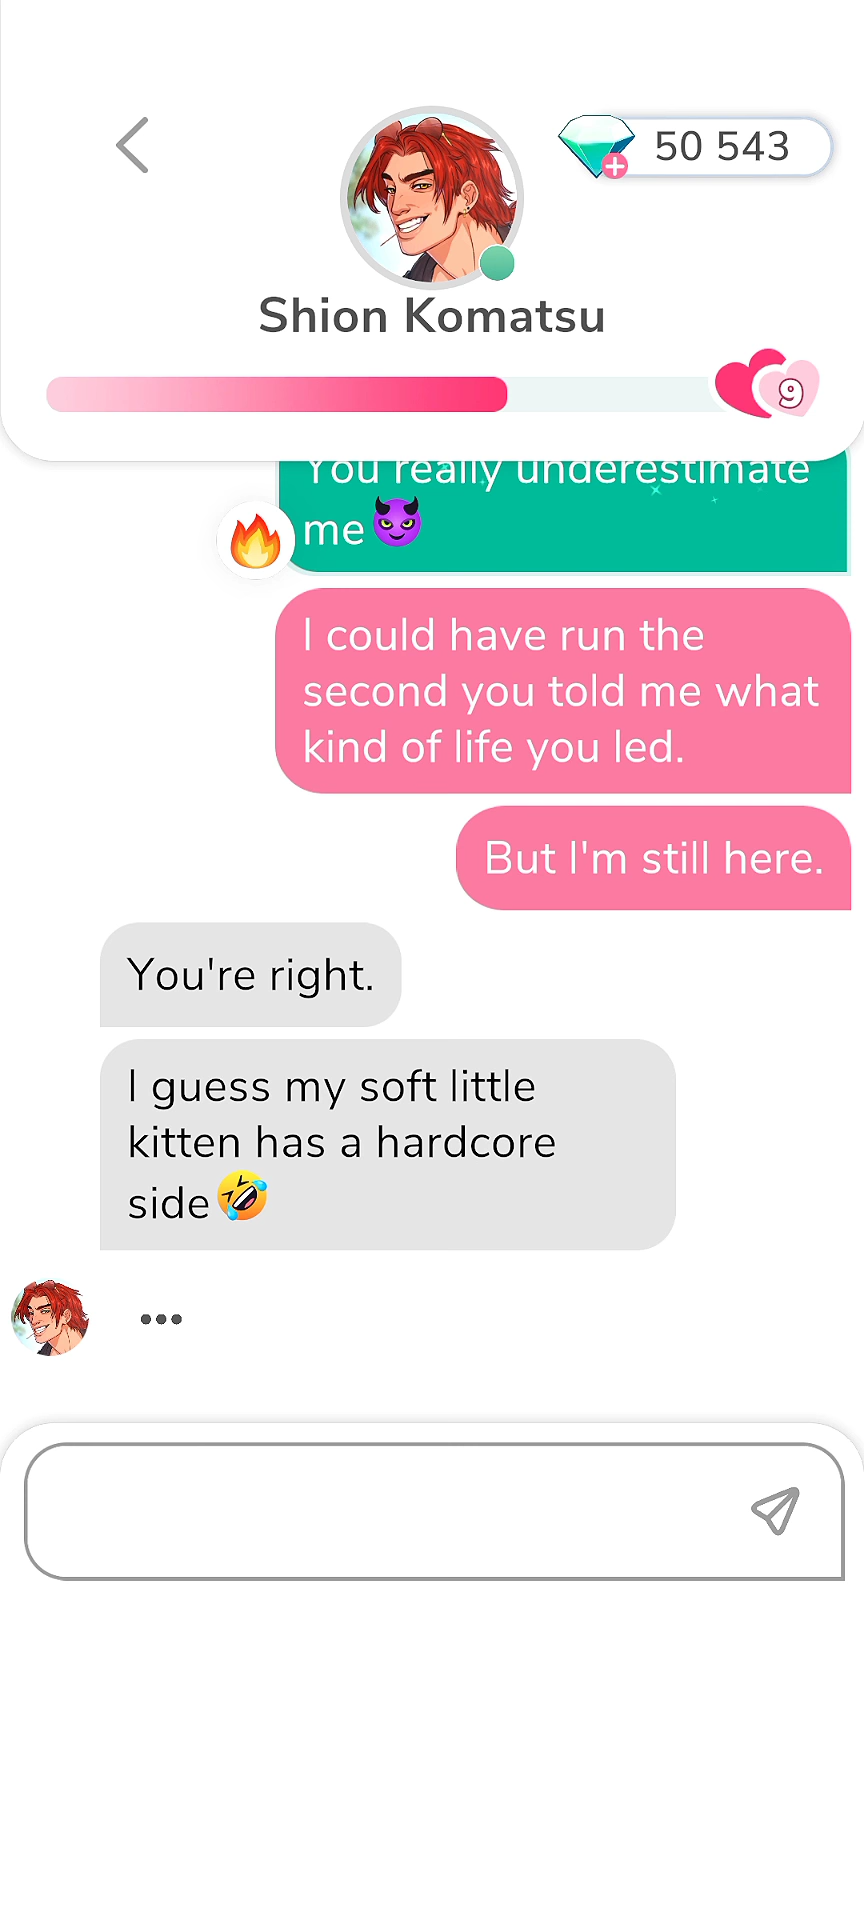 50 543
Shion Komatsu
9
You really underestimate
me
I could have run the
second you told me what
kind of life you led.
But I'm still here.
You're right.
I guess my soft little
kitten has a hardcore
side